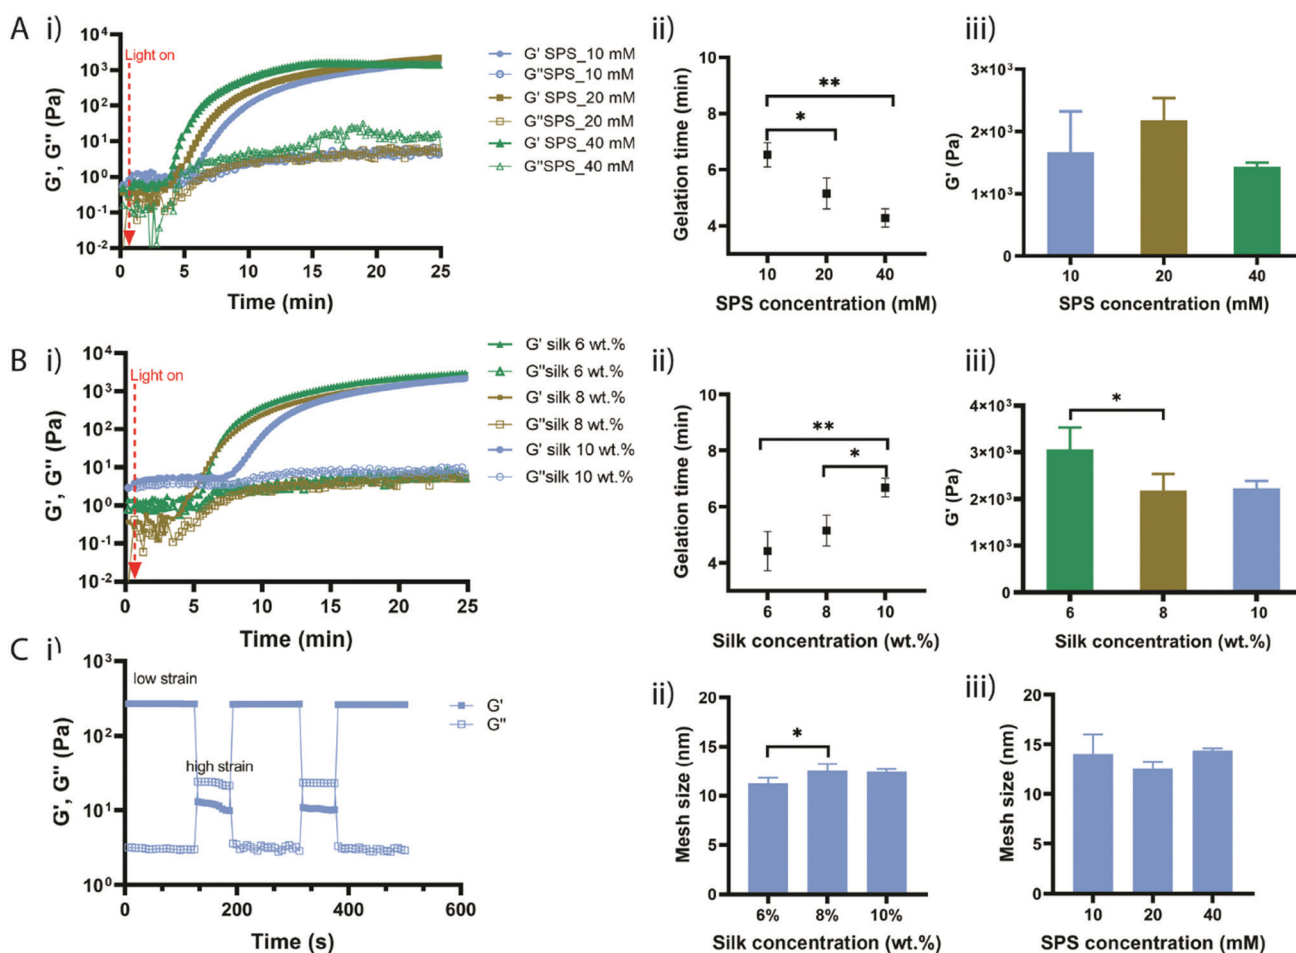 A i)
G', G" (Pa)
10⁴
10³
10²
10¹
10⁰
10⁻¹
10⁻²
Light on
0 5 10 15 20 25
Time (min)
G' SPS_10 mM
G"SPS_10 mM
G' SPS_20 mM
G"SPS_20 mM
G' SPS_40 mM
G"SPS_40 mM
ii)
Gelation time (min)
10
8
6
4
**
*
10 20 40
SPS concentration (mM)
iii)
G' (Pa)
3×10³
2×10³
1×10³
0
10 20 40
SPS concentration (mM)
B i)
G', G" (Pa)
10⁴
10³
10²
10¹
10⁰
10⁻¹
10⁻²
Light on
0 5 10 15 20 25
Time (min)
G' silk 6 wt.%
G"silk 6 wt.%
G' silk 8 wt.%
G"silk 8 wt.%
G' silk 10 wt.%
G"silk 10 wt.%
ii)
Gelation time (min)
10
8
6
4
**
*
6 8 10
Silk concentration (wt.%)
iii)
G' (Pa)
4×10³
3×10³
2×10³
1×10³
0
*
6 8 10
Silk concentration (wt.%)
C i)
G', G" (Pa)
10³
10²
10¹
10⁰
low strain
high strain
0 200 400 600
Time (s)
G'
G"
ii)
Mesh size (nm)
20
15
10
5
0
*
6% 8% 10%
Silk concentration (wt.%)
iii)
Mesh size (nm)
20
15
10
5
0
10 20 40
SPS concentration (mM)